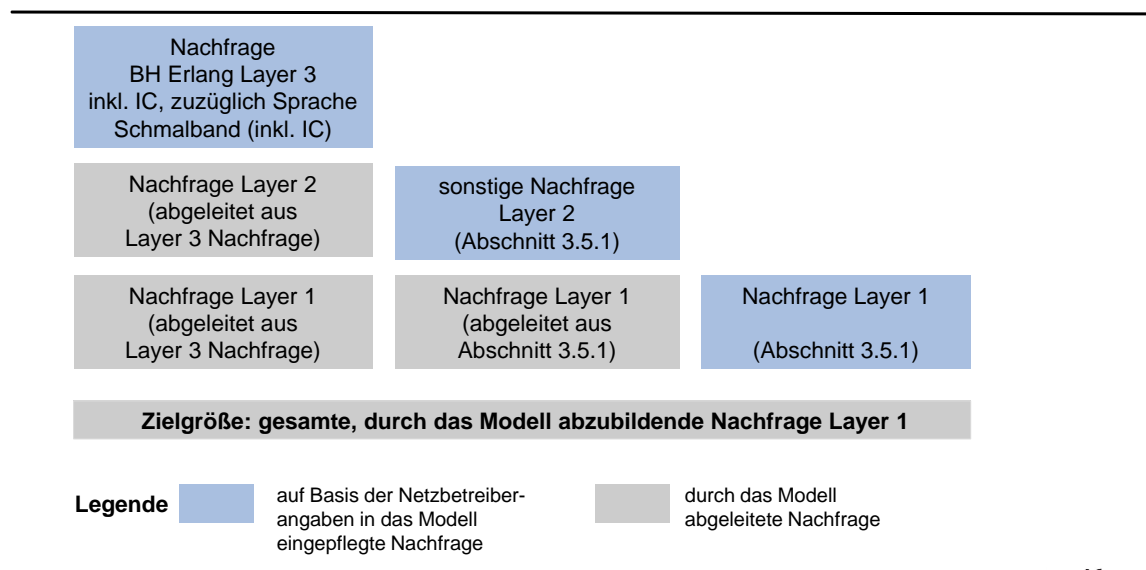 Nachfrage
BH Erlang Layer 3
inkl. IC, zuzüglich Sprache
Schmalband (inkl. IC)
Nachfrage Layer 2
(abgeleitet aus
Layer 3 Nachfrage)
sonstige Nachfrage
Layer 2
(Abschnitt 3.5.1)
Nachfrage Layer 1
(abgeleitet aus
Layer 3 Nachfrage)
Nachfrage Layer 1
(abgeleitet aus
Abschnitt 3.5.1)
Nachfrage Layer 1
(Abschnitt 3.5.1)
Zielgröße: gesamte, durch das Modell abzubildende Nachfrage Layer 1
Legende
auf Basis der Netzbetreiber-
angaben in das Modell
eingepflegte Nachfrage
durch das Modell
abgeleitete Nachfrage